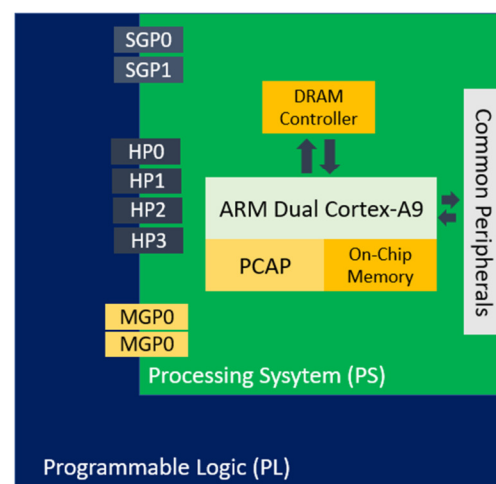 SGP0
SGP1
DRAM
Controller
HP0
HP1
HP2
HP3
ARM Dual Cortex-A9
PCAP
On-Chip
Memory
Common Peripherals
MGP0
MGP0
Processing Sysytem (PS)
Programmable Logic (PL)